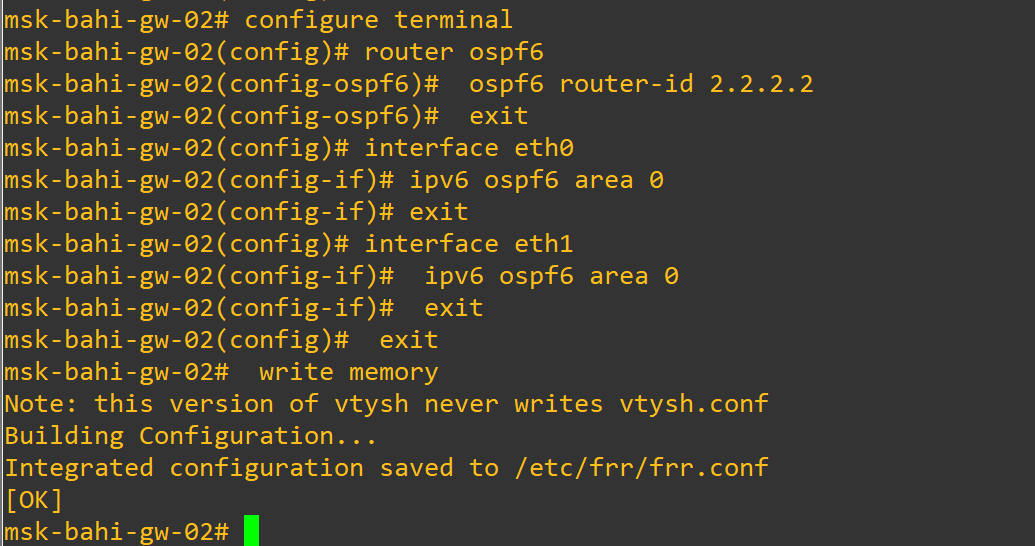 msk-bahi-gw-02# configure terminal
msk-bahi-gw-02(config)# router ospf6
msk-bahi-gw-02(config-ospf6)#  ospf6 router-id 2.2.2.2
msk-bahi-gw-02(config-ospf6)#  exit
msk-bahi-gw-02(config)# interface eth0
msk-bahi-gw-02(config-if)# ipv6 ospf6 area 0
msk-bahi-gw-02(config-if)# exit
msk-bahi-gw-02(config)# interface eth1
msk-bahi-gw-02(config-if)#  ipv6 ospf6 area 0
msk-bahi-gw-02(config-if)#  exit
msk-bahi-gw-02(config)#  exit
msk-bahi-gw-02#  write memory
Note: this version of vtysh never writes vtysh.conf
Building Configuration...
Integrated configuration saved to /etc/frr/frr.conf
[OK]
msk-bahi-gw-02#